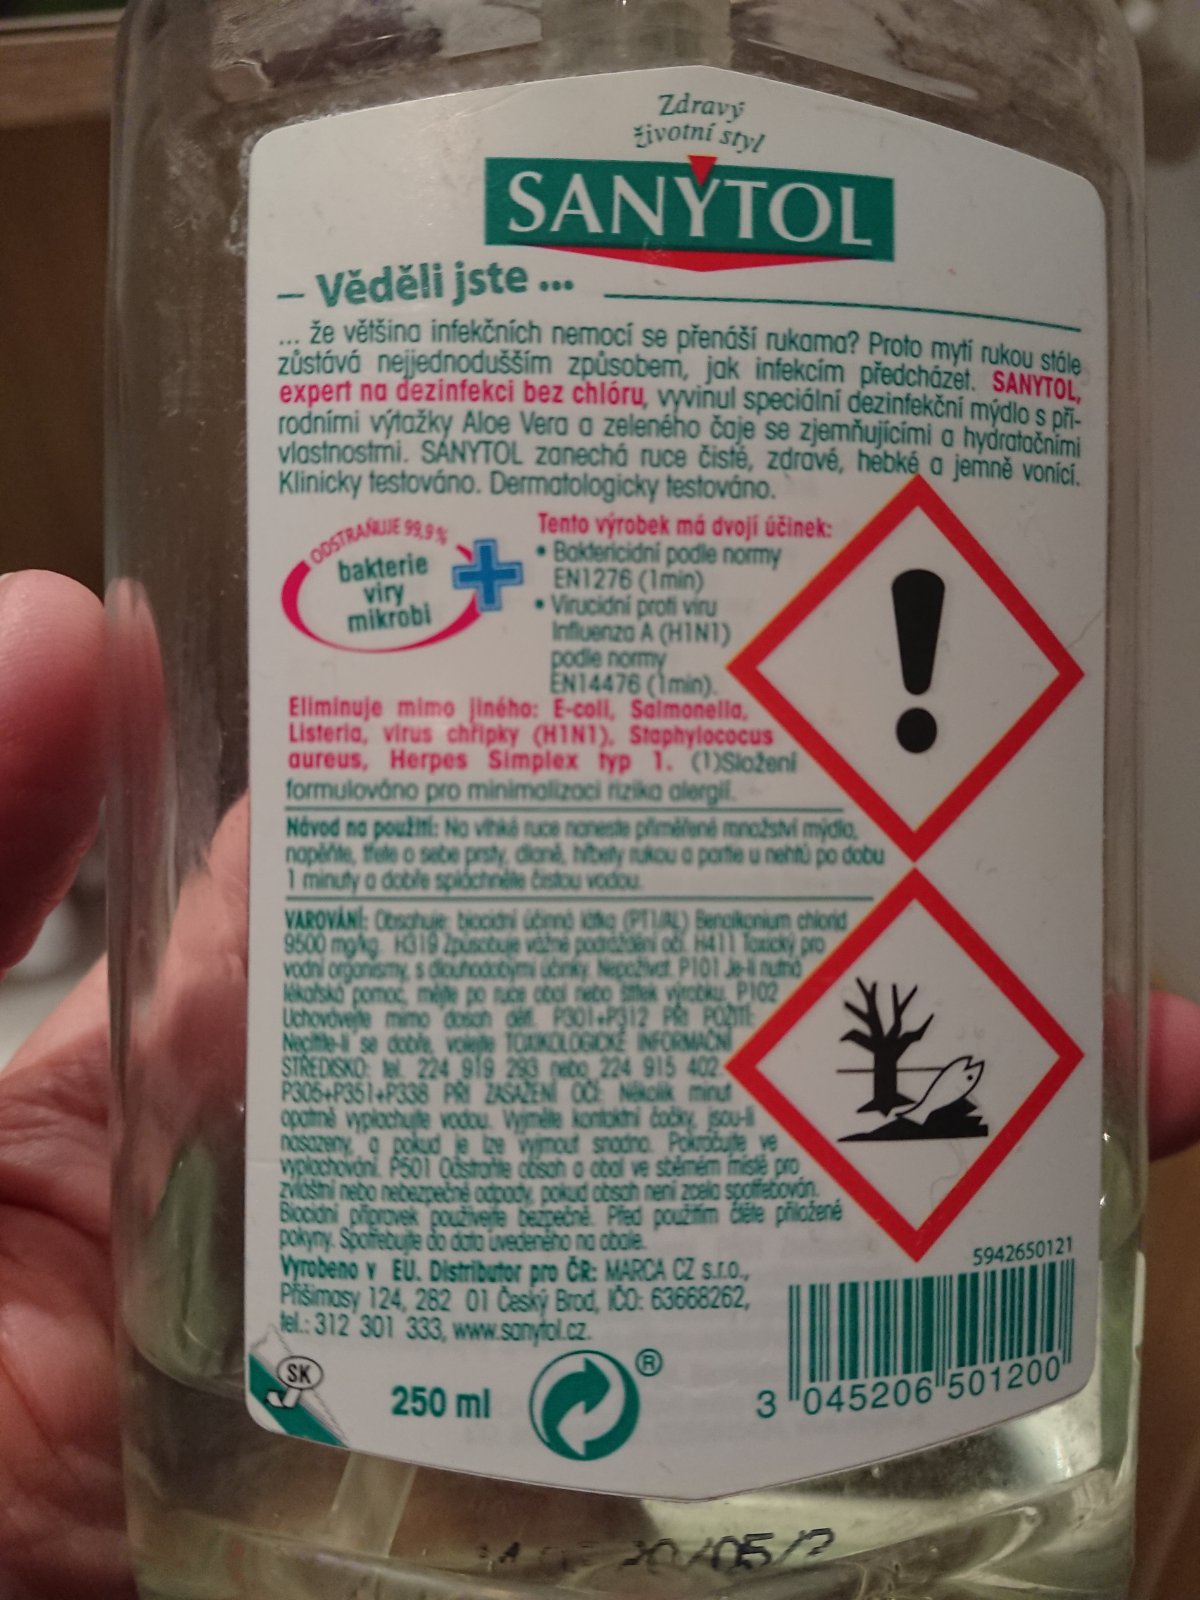 Zdravý
životní styl
SANYTOL
– Věděli jste ...
... že většina infekčních nemocí se přenáší rukama? Proto mytí rukou stále
zůstává nejjednodušším způsobem, jak infekcím předcházet. SANYTOL,
expert na dezinfekci bez chlóru, vyvinul speciální dezinfekční mýdlo s pří-
rodními výtažky Aloe Vera a zeleného čaje se zjemňujícími a hydratačními
vlastnostmi. SANYTOL zanechá ruce čisté, zdravé, hebké a jemně vonící.
Klinicky testováno. Dermatologicky testováno.
ODSTRAŇUJE 99,9%
bakterie
viry
mikrobi
Tento výrobek má dvojí účinek:
• Baktericidní podle normy
EN1276 (1min)
• Virucidní proti viru
Influenza A (H1N1)
podle normy
EN14476 (1min).
Eliminuje mimo jiného: E-coli, Salmonella,
Listeria, virus chřipky (H1N1), Staphylococus
aureus, Herpes Simplex typ 1. (1)Složení
formulováno pro minimalizaci rizika alergií.
Návod na použití: Na vlhké ruce naneste přiměřené množství mýdla,
napěňte, třete o sebe prsty, dlaně, hřbety rukou a partie u nehtů po dobu
1 minuty a dobře spláchněte čistou vodou.
VAROVÁNÍ: Obsahuje: biocidní účinná látka (PT1/AL) Benalkonium chlorid
9500 mg/kg. H319 Způsobuje vážné podráždění očí. H411 Toxický pro
vodní organismy, s dlouhodobými účinky. Nepožívat. P101 Je-li nutná
lékařská pomoc, mějte po ruce obal nebo štítek výrobku. P102
Uchovávejte mimo dosah dětí. P301+P312 PŘI POŽITÍ:
Necítíte-li se dobře, volejte TOXIKOLOGICKÉ INFORMAČNÍ
STŘEDISKO: tel. 224 919 293 nebo 224 915 402.
P305+P351+P338 PŘI ZASAŽENÍ OČÍ: Několik minut
opatrně vyplachujte vodou. Vyjměte kontaktní čočky, jsou-li
nasazeny, a pokud je lze vyjmout snadno. Pokračujte ve
vyplachování. P501 Odstraňte obsah a obal ve sběrném místě pro
zvláštní nebo nebezpečné odpady, pokud obsah není zcela spotřebován.
Biocidní přípravek používejte bezpečně. Před použitím čtěte přiložené
pokyny. Spotřebujte do data uvedeného na obale.
Vyrobeno v EU. Distributor pro ČR: MARCA CZ s.r.o.,
Přišimasy 124, 282 01 Český Brod, IČO: 63668262,
tel.: 312 301 333, www.sanytol.cz.
5942650121
SK
250 ml
®
3 045206 501200
20/05/2